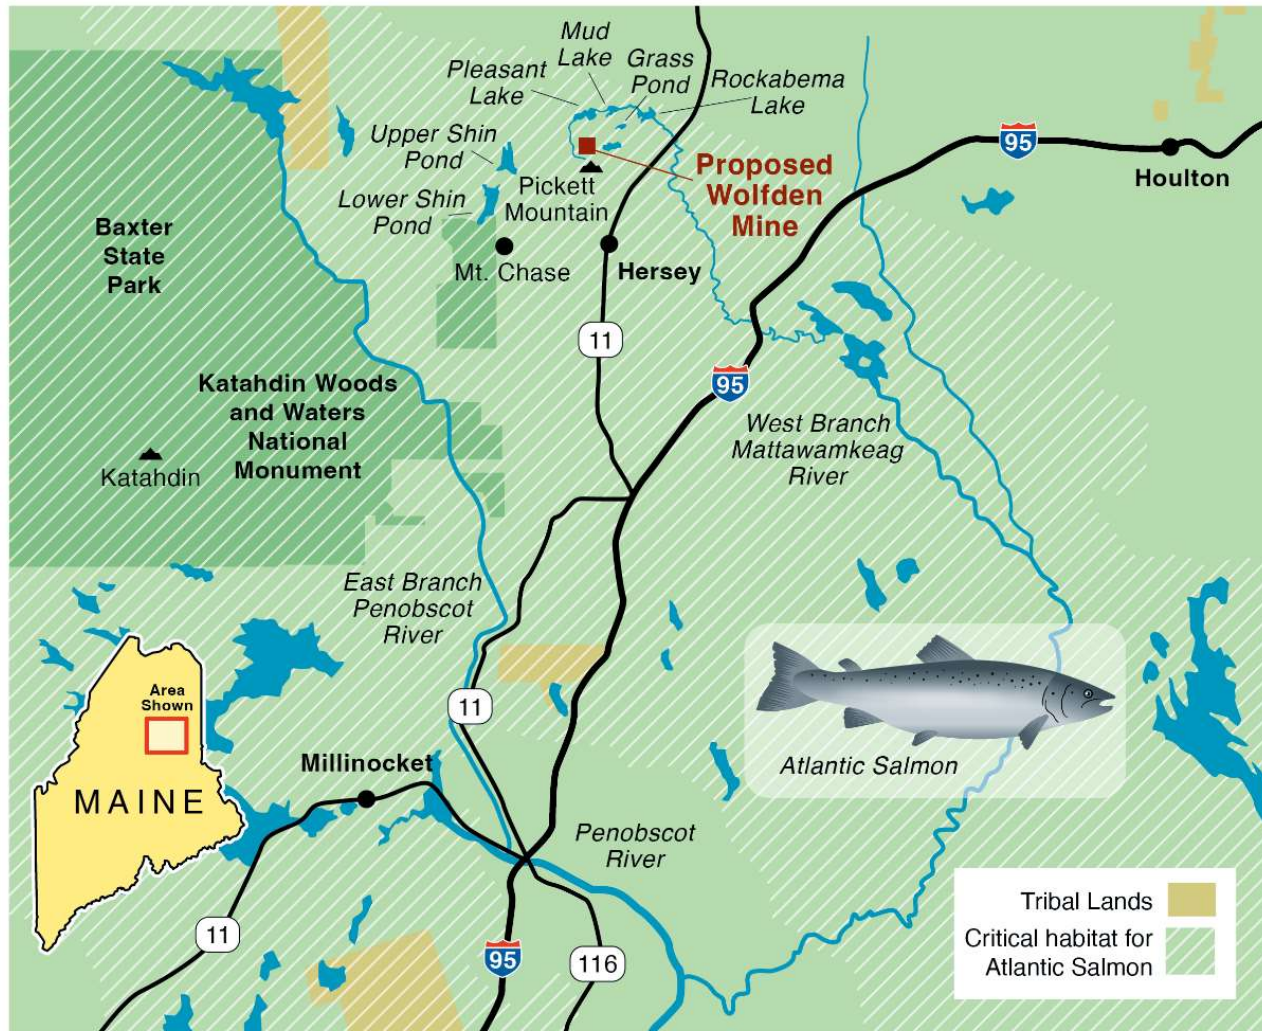 Mud
Lake
Grass
Pond
Pleasant
Lake
Rockabema
Lake
Upper Shin
Pond
95
Houlton
Proposed
Wolfden
Mine
Pickett
Mountain
Lower Shin
Pond
Baxter
State
Park
Mt. Chase
Hersey
11
95
Katahdin Woods
and Waters
National
Monument
West Branch
Mattawamkeag
River
Katahdin
East Branch
Penobscot
River
Area
Shown
MAINE
11
Millinocket
Atlantic Salmon
Penobscot
River
11
95
116
Tribal Lands
Critical habitat for
Atlantic Salmon